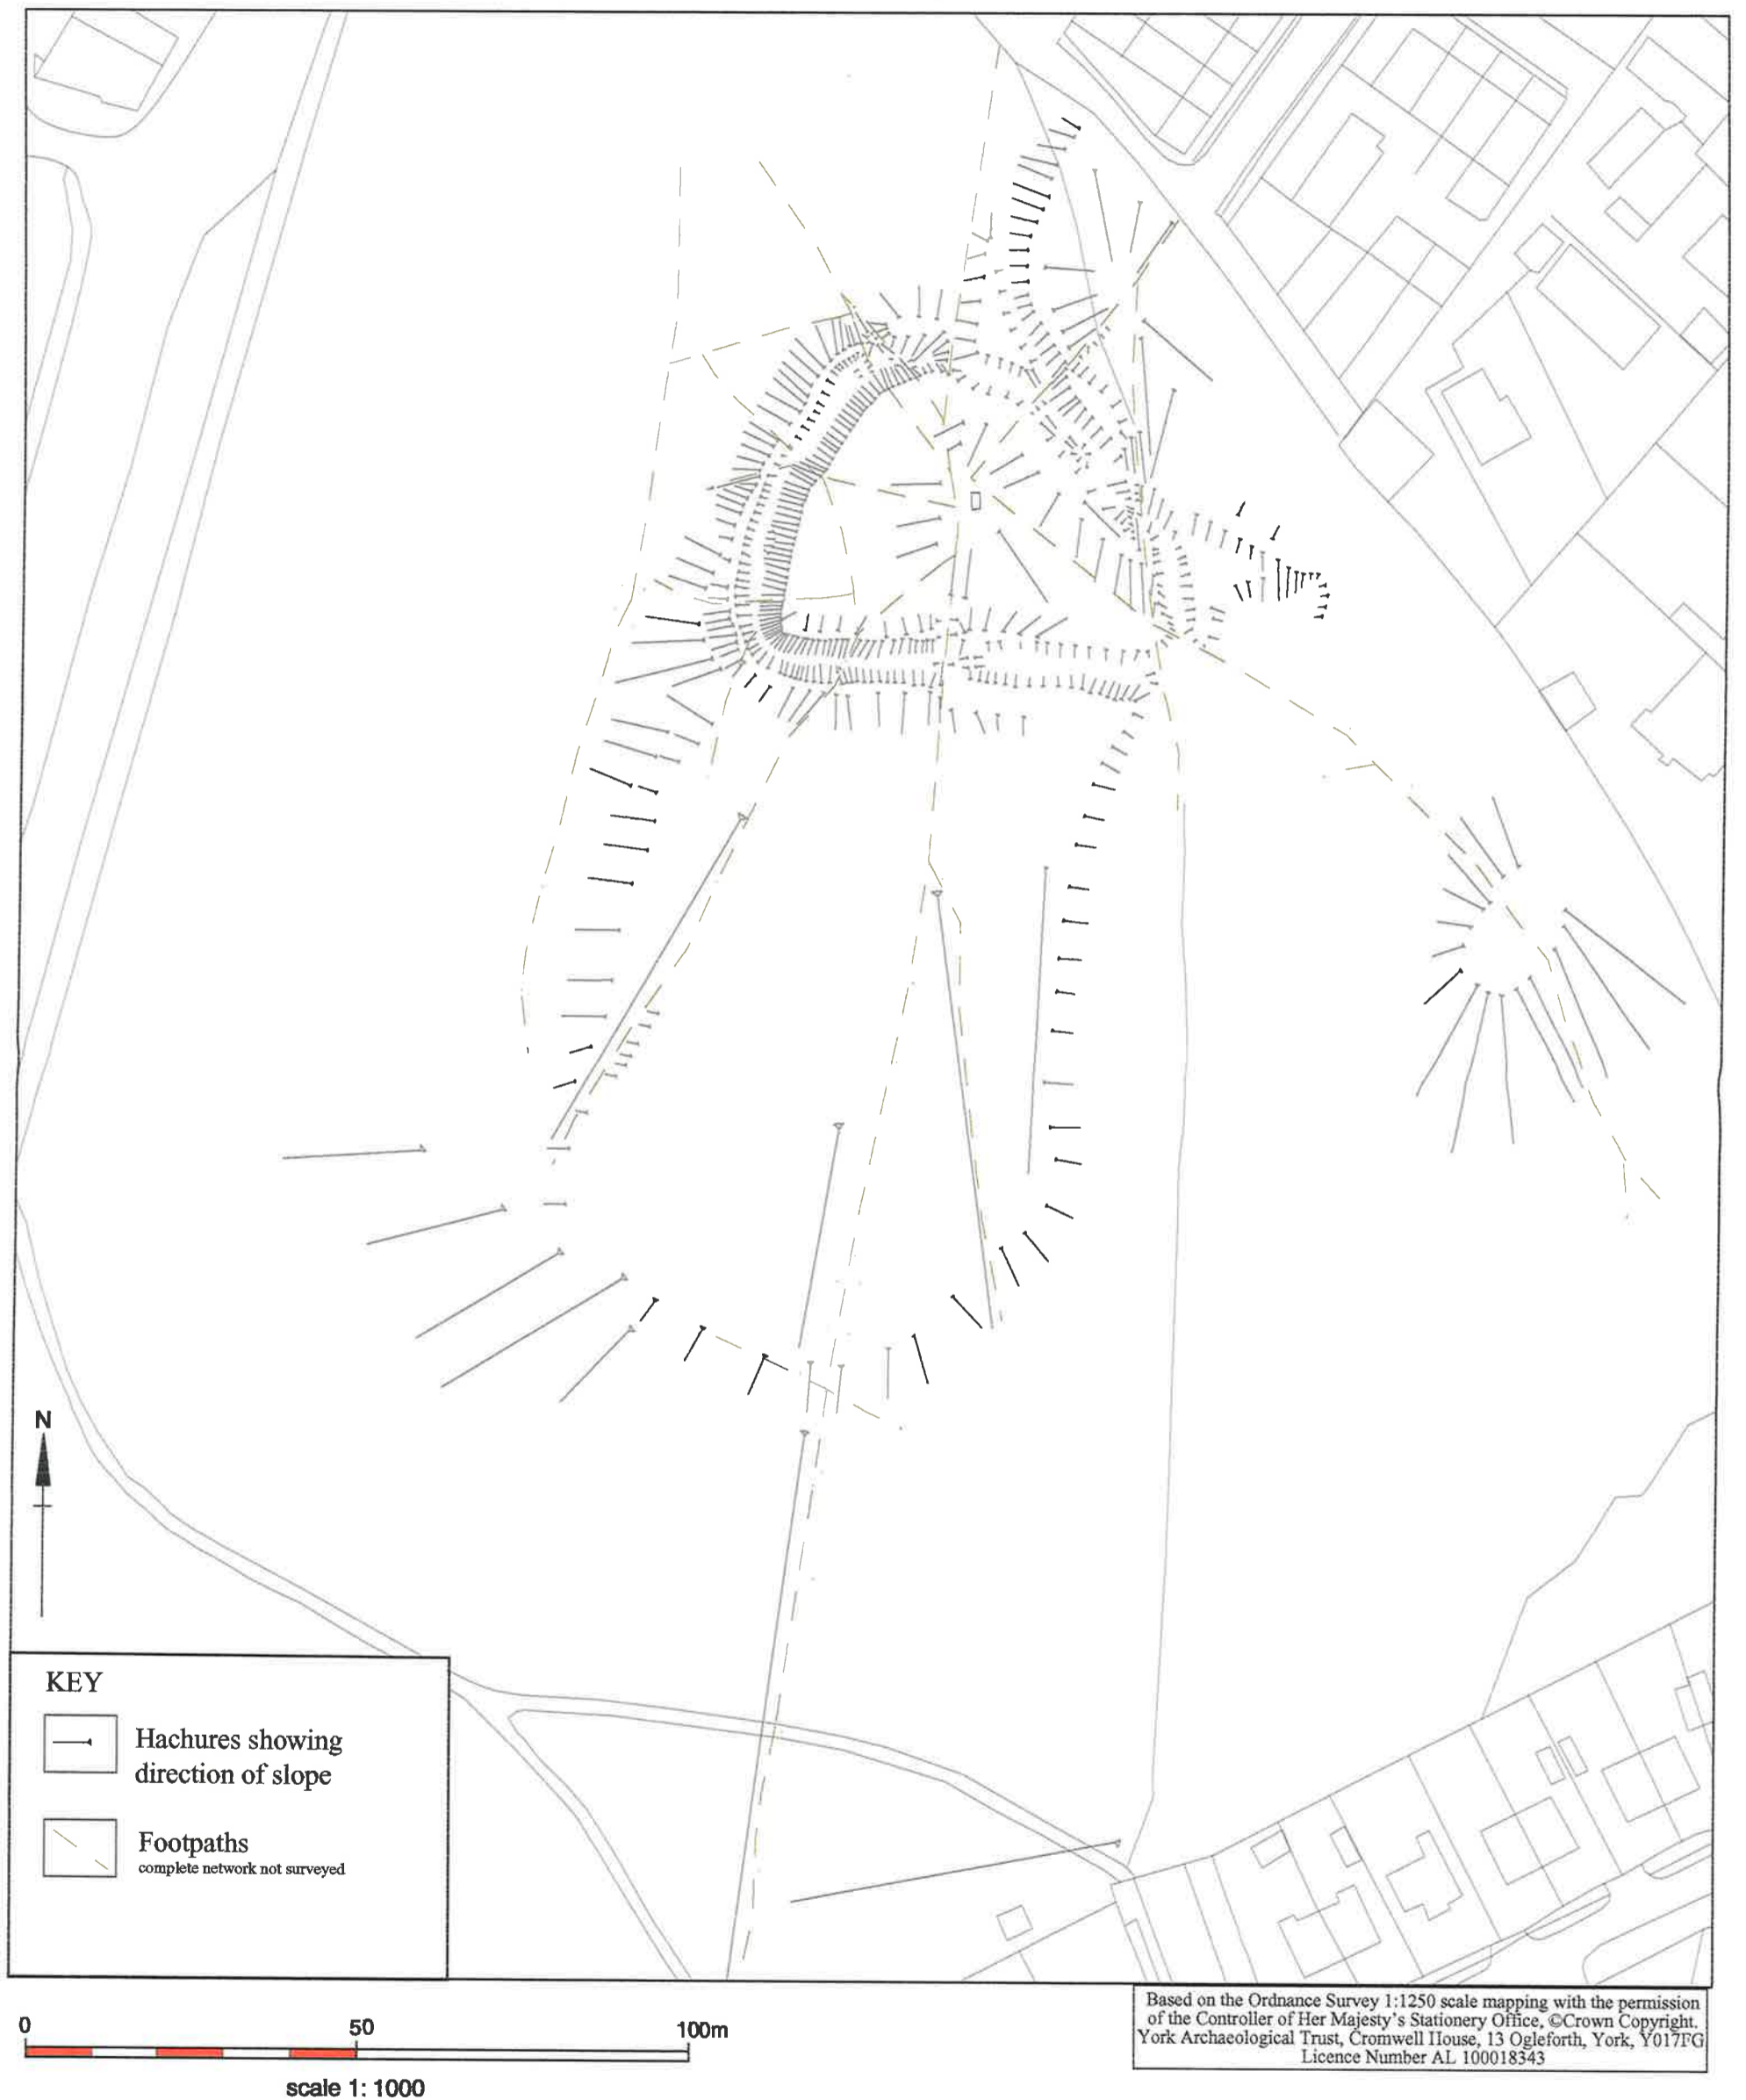 N
KEY
Hachures showing
direction of slope
Footpaths
complete network not surveyed
0 50 100m
scale 1: 1000
Based on the Ordnance Survey 1:1250 scale mapping with the permission
of the Controller of Her Majesty's Stationery Office, ©Crown Copyright.
York Archaeological Trust, Cromwell House, 13 Ogleforth, York, Y017FG
Licence Number AL 100018343